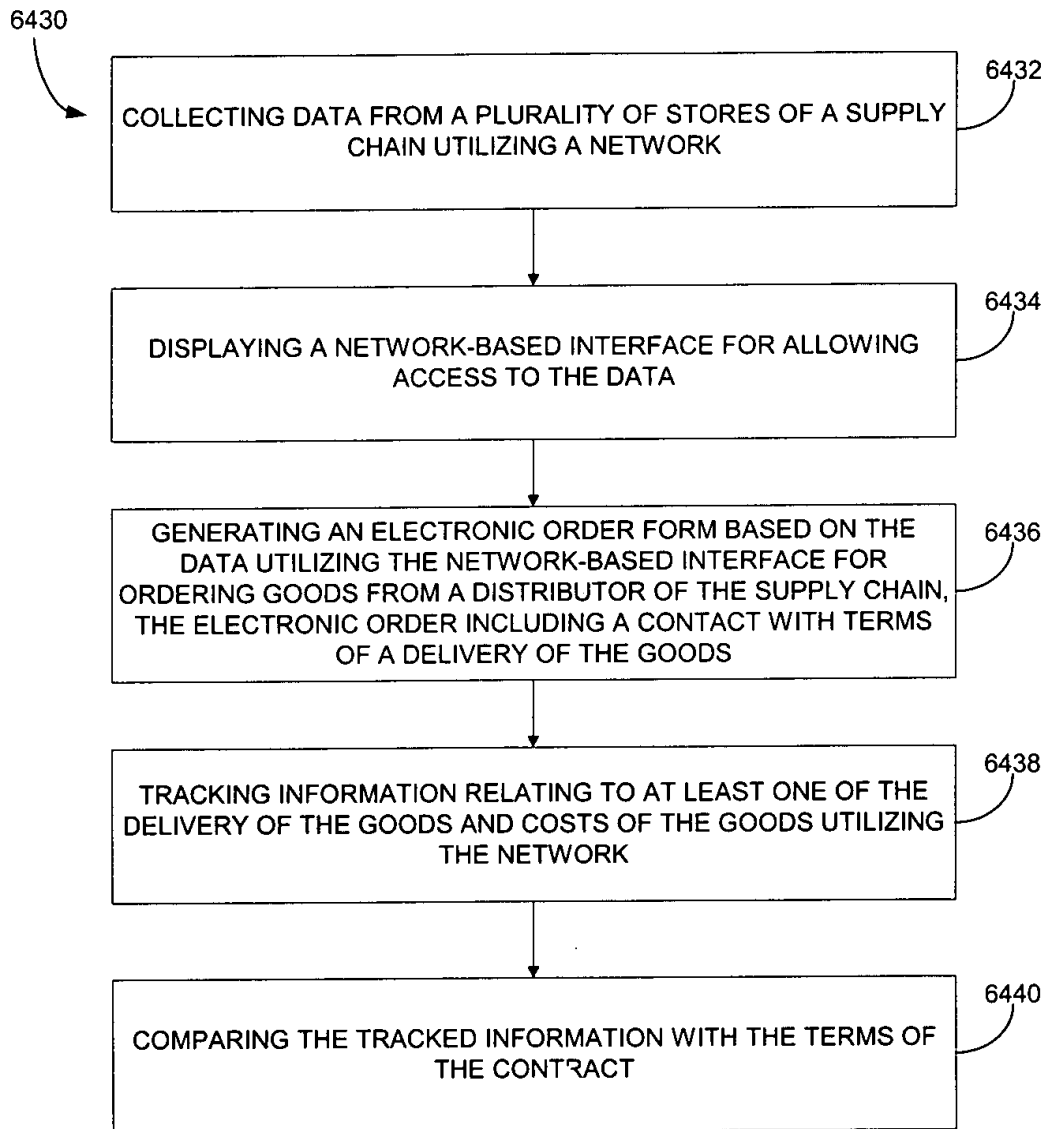 6430
6432
COLLECTING DATA FROM A PLURALITY OF STORES OF A SUPPLY
CHAIN UTILIZING A NETWORK
6434
DISPLAYING A NETWORK-BASED INTERFACE FOR ALLOWING
ACCESS TO THE DATA
6436
GENERATING AN ELECTRONIC ORDER FORM BASED ON THE
DATA UTILIZING THE NETWORK-BASED INTERFACE FOR
ORDERING GOODS FROM A DISTRIBUTOR OF THE SUPPLY CHAIN,
THE ELECTRONIC ORDER INCLUDING A CONTACT WITH TERMS
OF A DELIVERY OF THE GOODS
6438
TRACKING INFORMATION RELATING TO AT LEAST ONE OF THE
DELIVERY OF THE GOODS AND COSTS OF THE GOODS UTILIZING
THE NETWORK
6440
COMPARING THE TRACKED INFORMATION WITH THE TERMS OF
THE CONTRACT